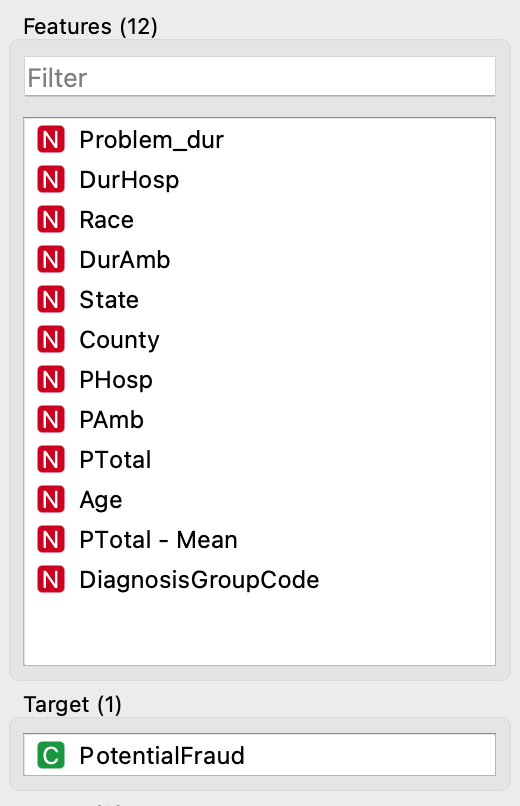 Features (12)
Filter
N Problem_dur
N DurHosp
N Race
N DurAmb
N State
N County
N PHosp
N PAmb
N PTotal
N Age
N PTotal - Mean
N DiagnosisGroupCode
Target (1)
C PotentialFraud